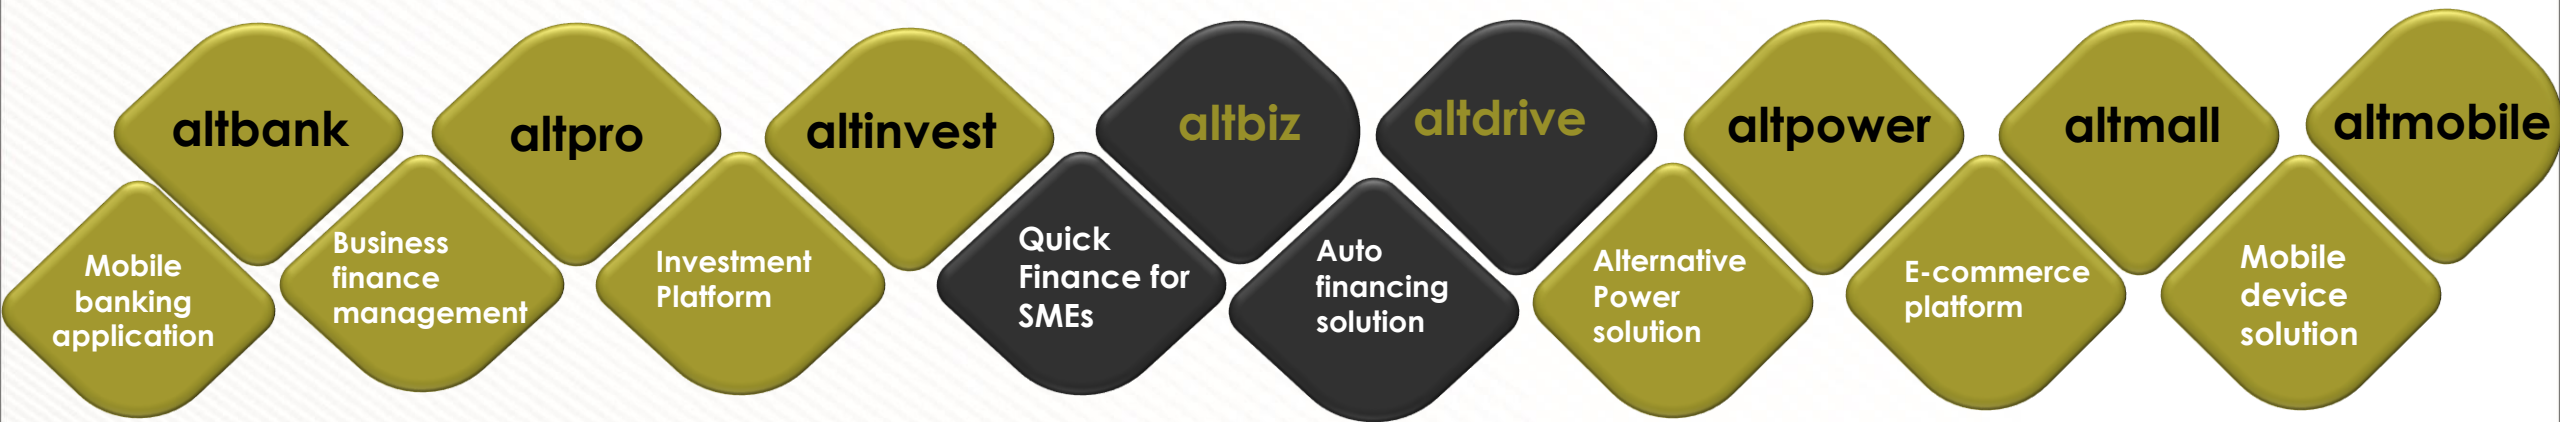 altbank
Mobile
banking
application
altpro
Business
finance
management
altinvest
Investment
Platform
altbiz
Quick
Finance for
SMEs
altdrive
Auto
financing
solution
altpower
Alternative
Power
solution
altmall
E-commerce
platform
altmobile
Mobile
device
solution